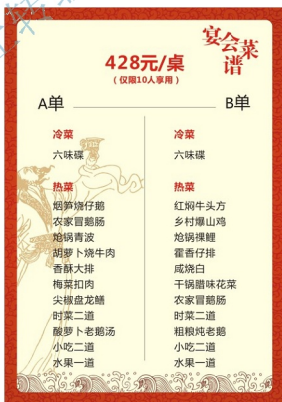 宴会菜谱
428元/桌
（仅限10人享用）
A单
B单
冷菜
六味碟
热菜
烟笋烧仔鹅
农家冒鹅肠
炝锅青波
胡萝卜烧牛肉
香酥大排
梅菜扣肉
尖椒盘龙鳝
时菜二道
酸萝卜老鹅汤
小吃二道
水果一道
冷菜
六味碟
热菜
红焖牛头方
乡村爆山鸡
炝锅裸鲤
霍香仔排
咸烧白
干锅腊味花菜
农家冒鹅肠
时菜二道
粗粮炖老鹅
小吃二道
水果一道